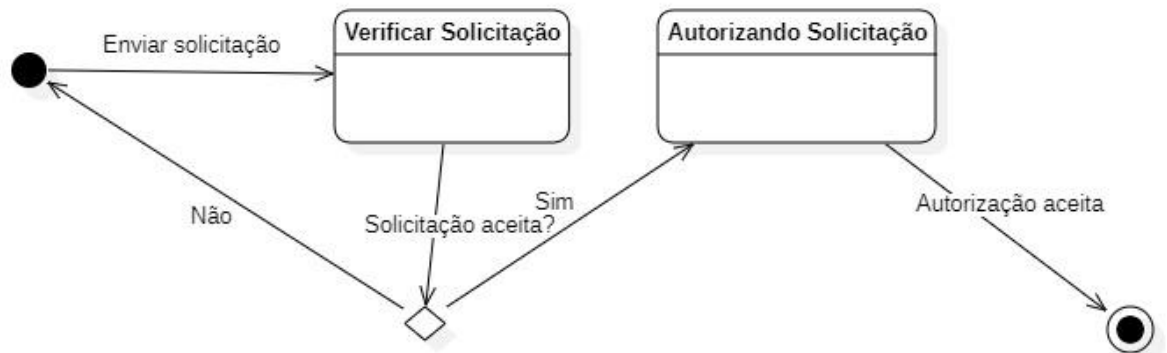 Enviar solicitação
Verificar Solicitação
Autorizando Solicitação
Não
Solicitação aceita?
Sim
Autorização aceita